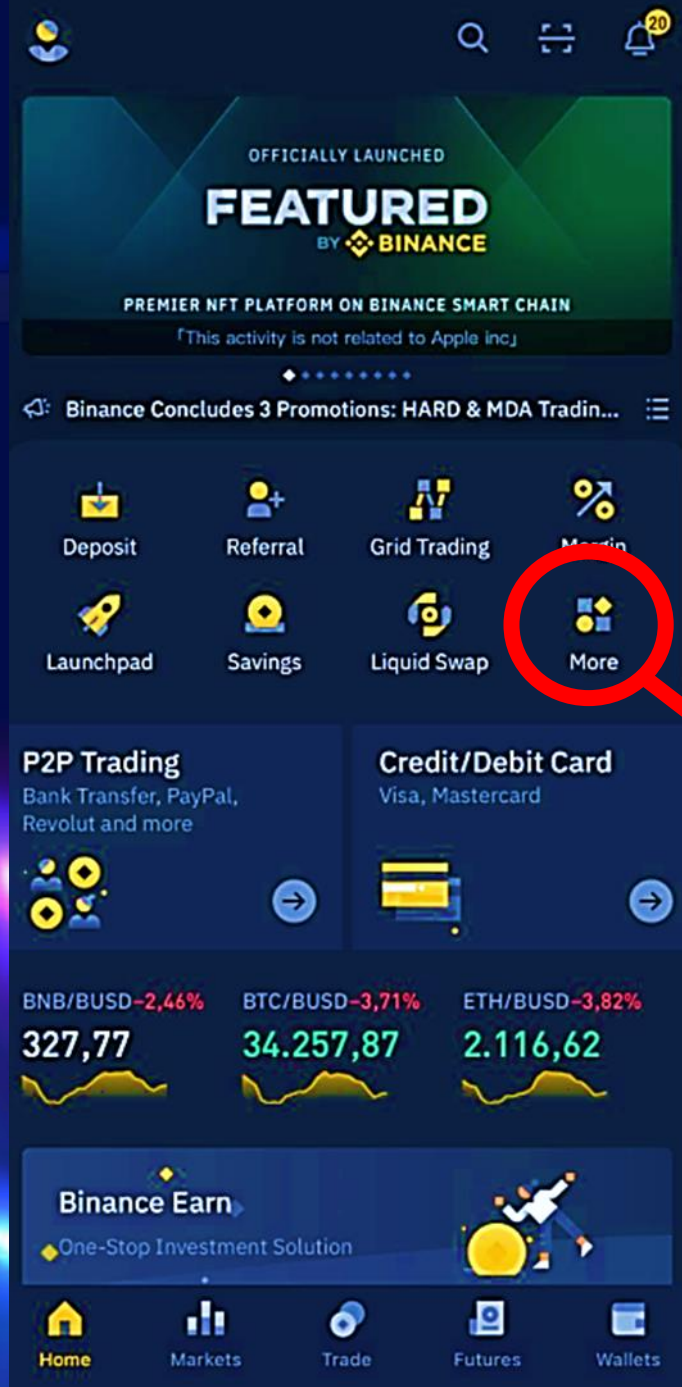 20
OFFICIALLY LAUNCHED
FEATURED
BY BINANCE
PREMIER NFT PLATFORM ON BINANCE SMART CHAIN
「This activity is not related to Apple inc」
Binance Concludes 3 Promotions: HARD & MDA Tradin...
Deposit Referral Grid Trading Margin
Launchpad Savings Liquid Swap More
P2P Trading
Bank Transfer, PayPal,
Revolut and more
Credit/Debit Card
Visa, Mastercard
BNB/BUSD -2,46% BTC/BUSD -3,71% ETH/BUSD -3,82%
327,77 34.257,87 2.116,62
Binance Earn
One-Stop Investment Solution
Home Markets Trade Futures Wallets